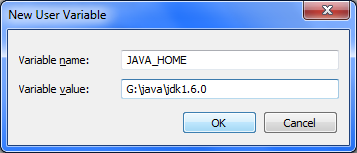 New User Variable
Variable name: JAVA_HOME
Variable value: G:\java\jdk1.6.0
OK Cancel